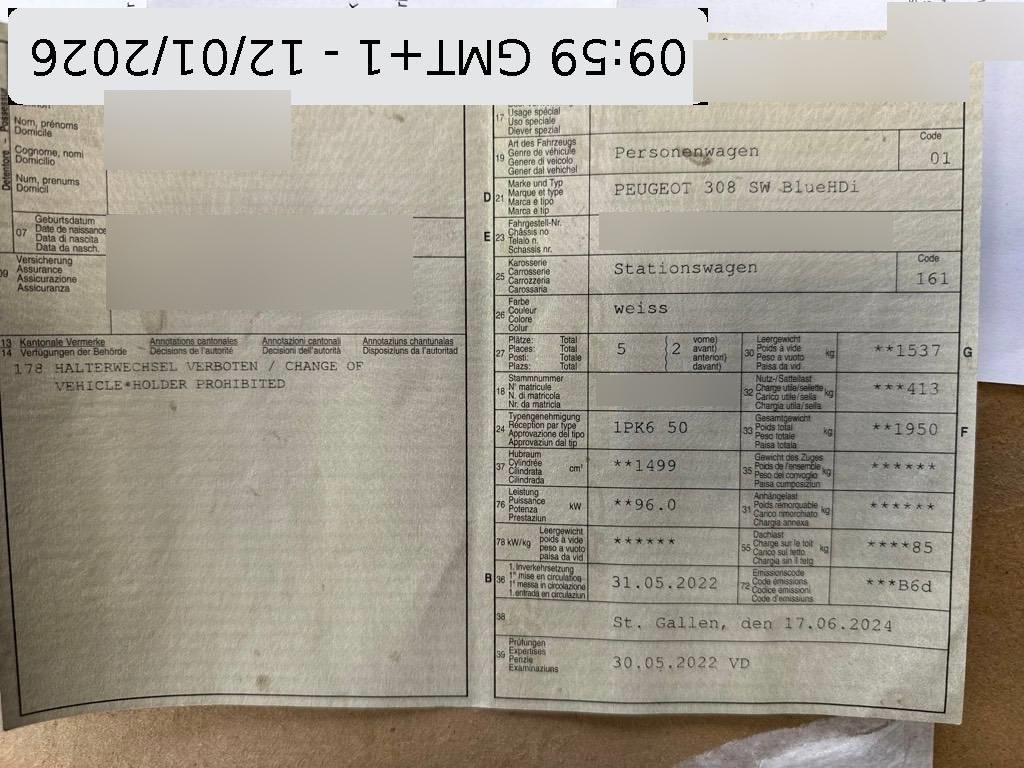 09:59 GMT+1 - 12/01/2026
Nom, prénoms
Domicile
Cognome, nomi
Domicilio
Num, prenums
Domicil
Detentore - Posses
07
Geburtsdatum
Date de naissance
Data di nascita
Data da nasch.
09
Versicherung
Assurance
Assicurazione
Assicuranza
13 Kantonale Vermerke Annotations cantonales Annotazioni cantonali Annotaziuns chantunalas
14 Verfügungen der Behörde Décisions de l'autorité Decisioni dell'autorità Disposiziuns da l'autoritad
178 HALTERWECHSEL VERBOTEN / CHANGE OF
VEHICLE*HOLDER PROHIBITED
17
Usage spécial
Uso speciale
Diever spezial
19
Art des Fahrzeugs
Genre de véhicule
Genere di veicolo
Gener dal vehichel
Personenwagen
Code
01
D 21
Marke und Typ
Marque et type
Marca e tipo
Marca e tip
PEUGEOT 308 SW BlueHDi
E 23
Fahrgestell-Nr.
Châssis no
Telaio n.
Schassis nr.
25
Karosserie
Carrosserie
Carrozzeria
Carossaria
Stationswagen
Code
161
26
Farbe
Couleur
Colore
Colur
weiss
27
Plätze: Total
Places: Total
Posti: Totale
Plazs: Total
5
2
vorne)
avant)
anteriori)
davant)
30
Leergewicht
Poids à vide
Peso a vuoto
Paisa da vid
kg
**1537
G
18
Stammnummer
N° matricule
N. di matricola
Nr. da matricla
32
Nutz-/Sattellast
Charge utile/sellette
Carico utile/sella
Chargia utila/sella
kg
***413
24
Typengenehmigung
Réception par type
Approvazione del tipo
Approvaziun dal tip
1PK6 50
33
Gesamtgewicht
Poids total
Peso totale
Paisa totala
kg
**1950
F
37
Hubraum
Cylindrée
Cilindrata
Cilindrada
cm³
**1499
35
Gewicht des Zuges
Poids de l'ensemble
Peso del convoglio
Paisa cumposiziun
kg
******
76
Leistung
Puissance
Potenza
Prestaziun
kW
**96.0
31
Anhängelast
Poids remorquable
Carico rimorchiato
Chargia annexa
kg
******
78 kW/kg
Leergewicht
poids à vide
peso a vuoto
paisa da vid
******
55
Dachlast
Charge sur le toit
Carico sul tetto
Chargia sin il tetg
kg
****85
B 36
1. Inverkehrsetzung
1re mise en circulation
1a messa in circolazione
1. entrada en circulaziun
31.05.2022
72
Emissionscode
Code émissions
Codice emissioni
Code d'emissiuns
***B6d
38
St. Gallen, den 17.06.2024
39
Prüfungen
Expertises
Perizie
Examinaziuns
30.05.2022 VD